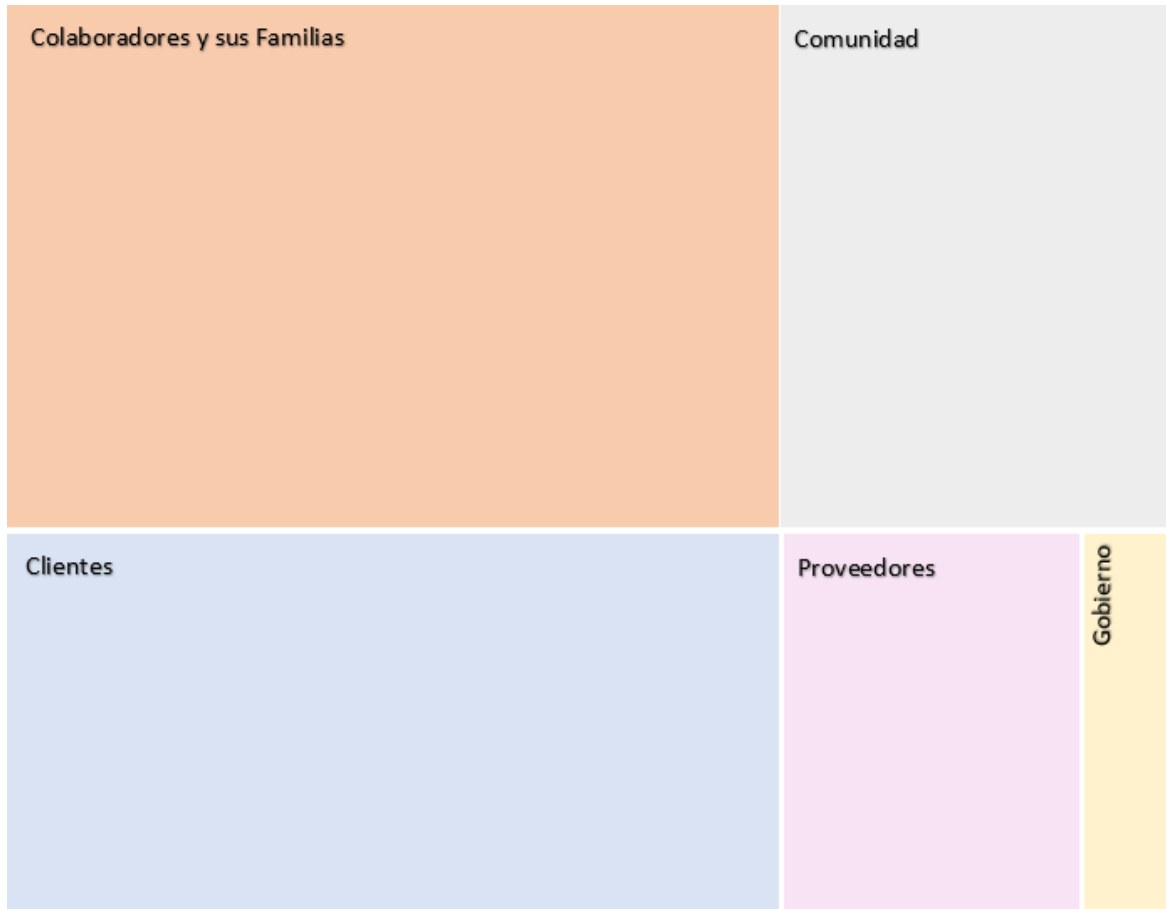 Colaboradores y sus Familias
Comunidad
Clientes
Proveedores
Gobierno